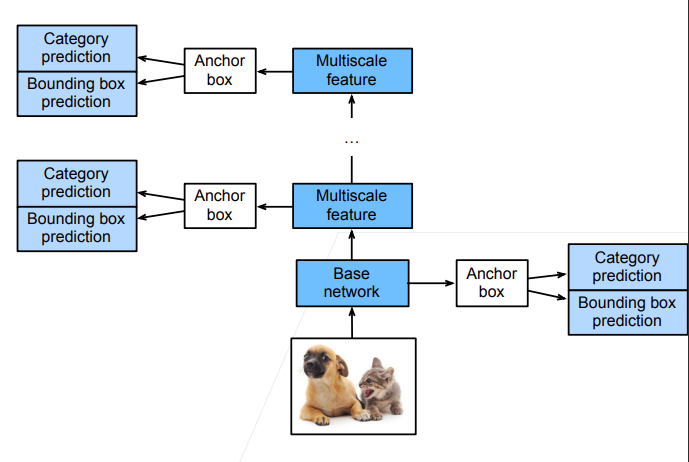 Category
prediction
Bounding box
prediction
Anchor
box
Multiscale
feature
...
Category
prediction
Bounding box
prediction
Anchor
box
Multiscale
feature
Base
network
Anchor
box
Category
prediction
Bounding box
prediction